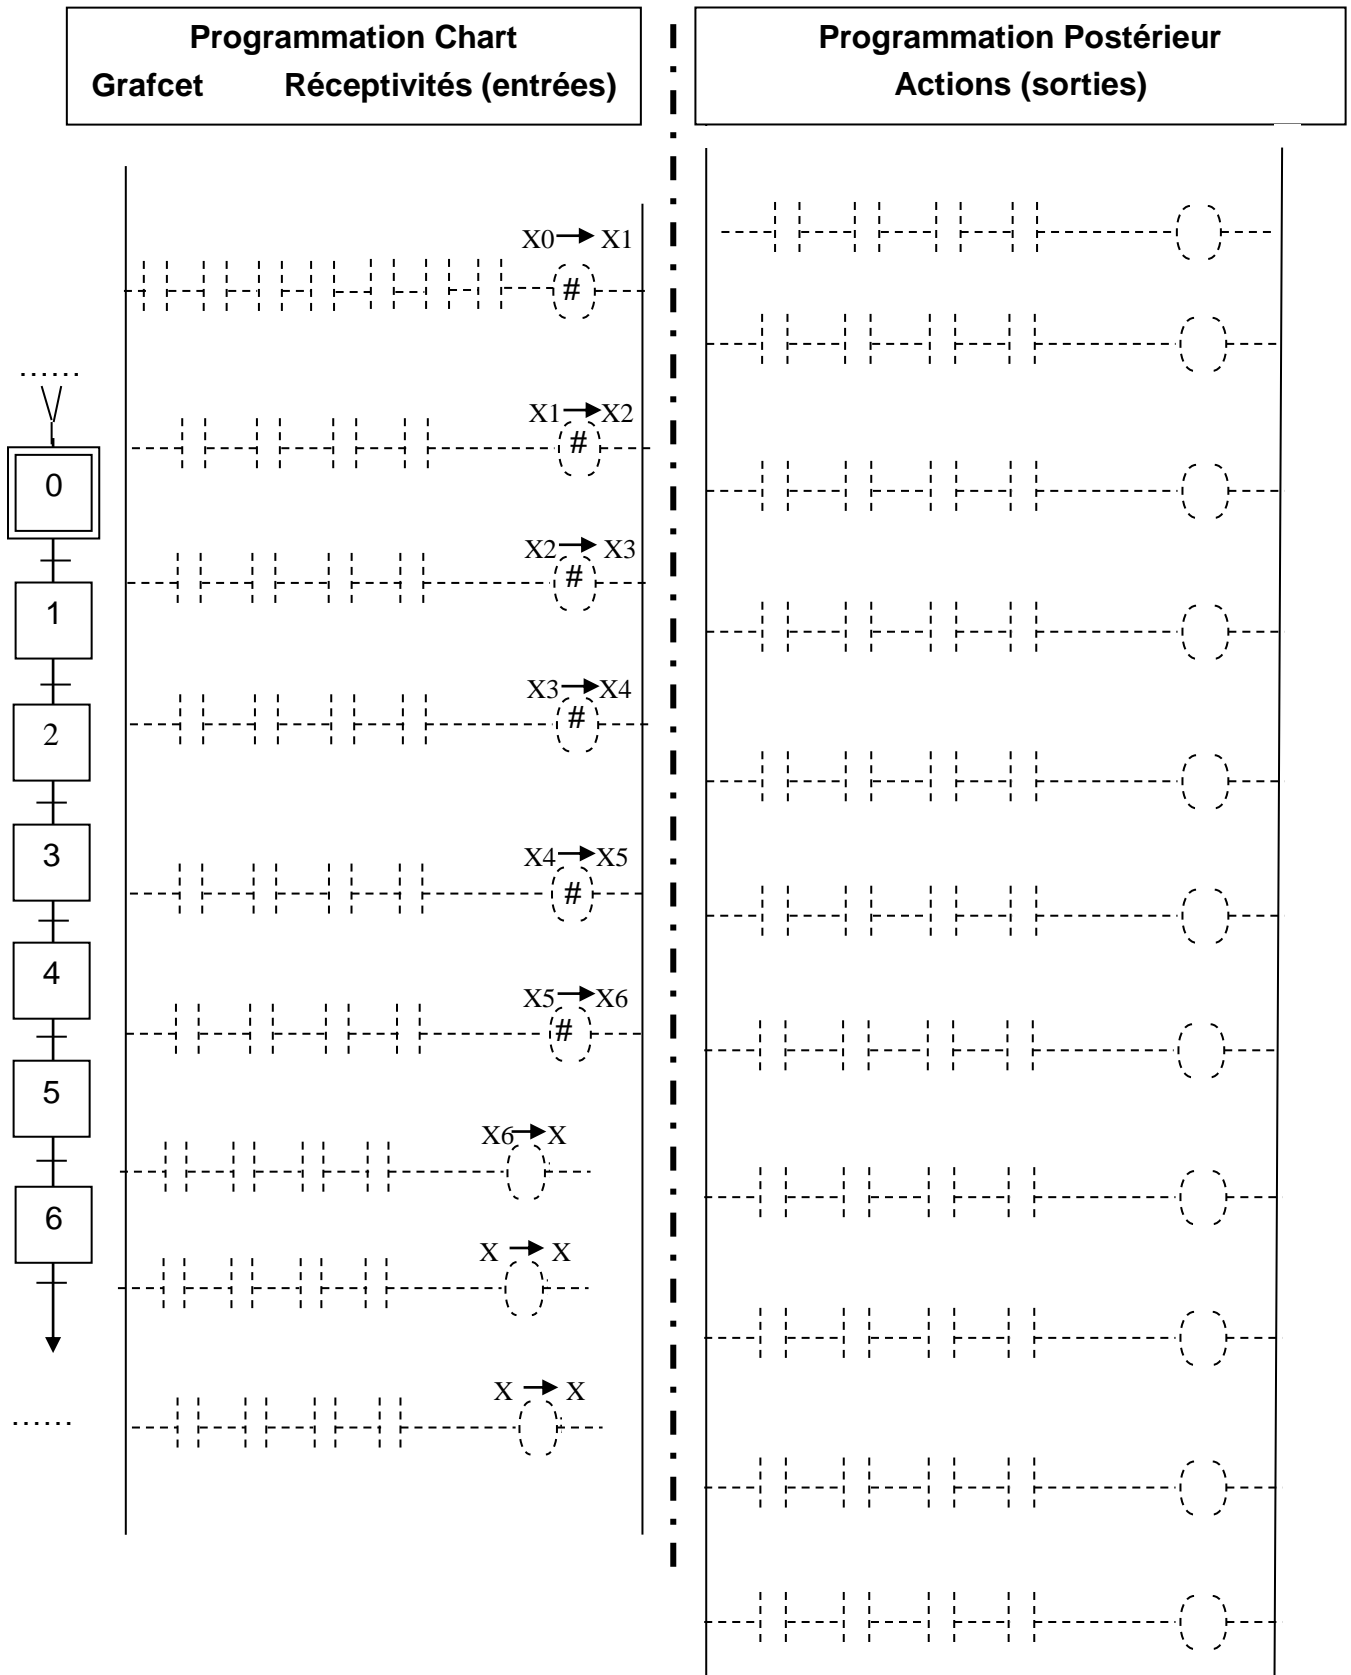 Programmation Chart
Grafcet Réceptivités (entrées)
Programmation Postérieur
Actions (sorties)
X0 X1
#
......
X1 X2
#
0
X2 X3
#
1
X3 X4
#
2
3
X4 X5
#
4
X5 X6
#
5
X6 X
6
X X
X X
......